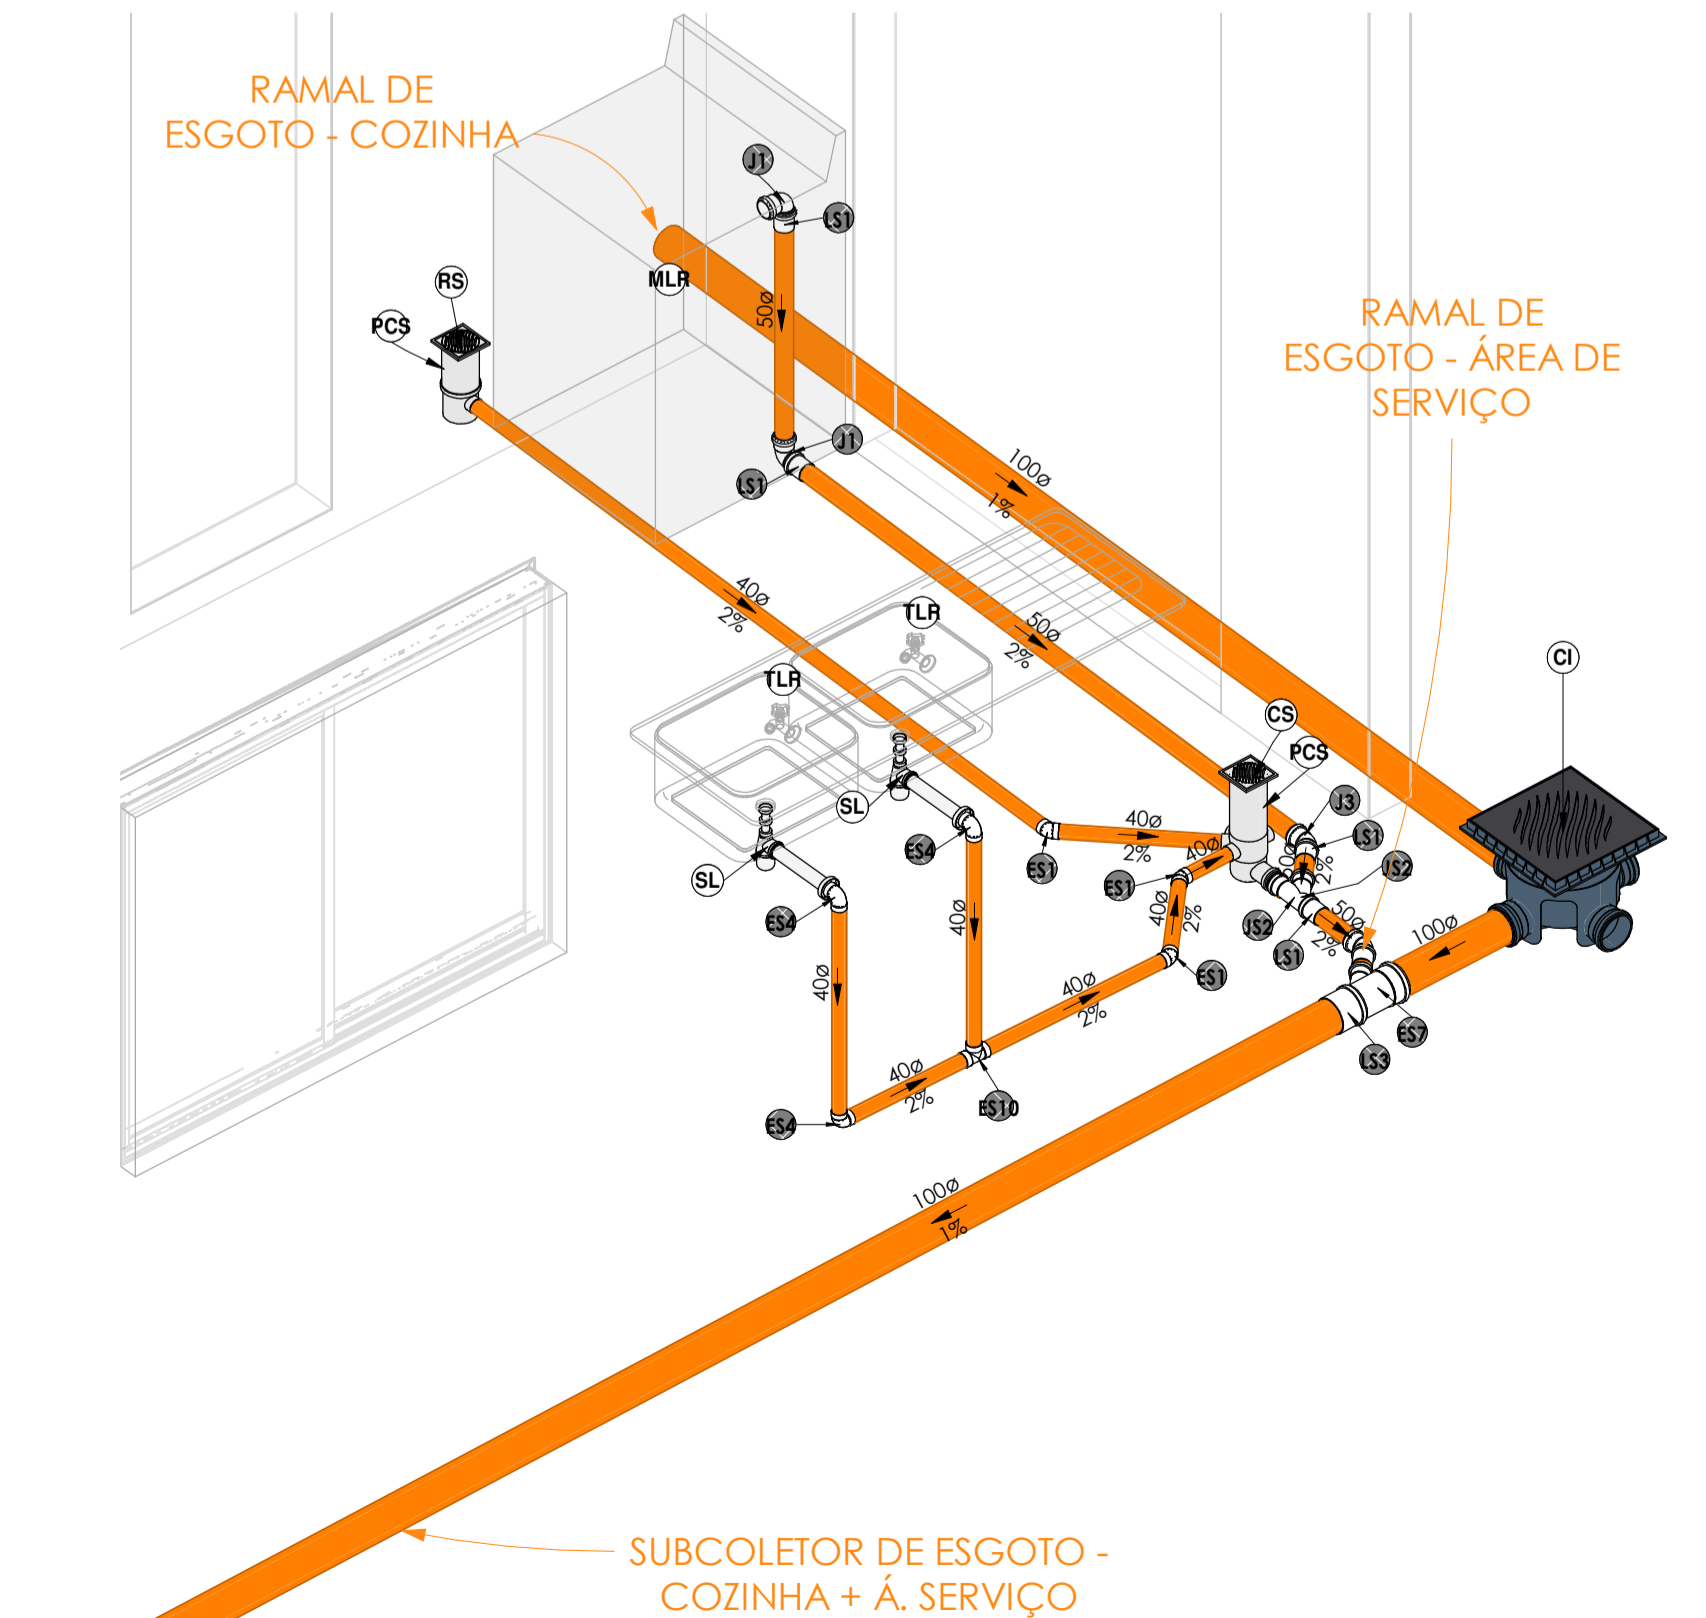 RAMAL DE
ESGOTO - COZINHA
J1
LS1
RS
MLR
PCS
50ø
RAMAL DE
ESGOTO - ÁREA DE
SERVIÇO
J1
LS1
100ø
1%
40ø
2%
TLR
50ø
2%
TLR
CI
CS
PCS
SL
J3
LS1
40ø
2%
40ø
ES4
ES1
ES1
2%
JS2
SL
ES4
40ø
40ø
2%
JS2
50ø
2%
LS1
100ø
40ø
ES1
40ø
2%
ES7
LS3
40ø
2%
ES10
ES4
100ø
1%
SUBCOLETOR DE ESGOTO -
COZINHA + Á. SERVIÇO